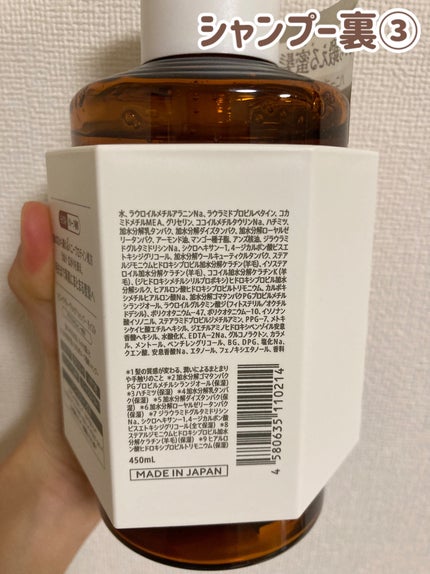 シャンプー裏③
水、ラウロイルメチルアラニンNa、ラウラミドプロピルベタイン、コカ
ミドメチルMEA、グリセリン、ココイルメチルタウリンNa、ハチミツ、
加水分解乳タンパク、加水分解ダイズタンパク、加水分解ローヤルゼ
リータンパク、アーモンド油、マンゴー種子脂、アンズ核油、ジラウラミ
ドグルタミドリシンNa、シクロヘキサン-1,4-ジカルボン酸ビスエ
トキシジグリコール、加水分解ウールキューティクルタンパク、ステ
アルジモニウムヒドロキシプロピル加水分解ケラチン(羊毛)、イソステア
ロイル加水分解ケラチン(羊毛)、ココイル加水分解ケラチンK(羊毛)、
(ジヒドロキシメチルシリルプロポキシ)ヒドロキシプロピル加水
分解シルク、ヒアルロン酸ヒドロキシプロピルトリモニウム、カルボキ
シメチルヒアルロン酸Na、加水分解ゴマタンパクPGプロピルメチル
シランジオール、ラウロイルグルタミン酸ジ(フィトステリル/オクチルド
デシル)、ポリクオタニウム-47、ポリクオタニウム-10、イソノナン
酸イソノニル、ステアラミドプロピルジメチルアミン、PPG-7、メトキ
シケイヒ酸エチルヘキシル、ジエチルアミノヒドロキシベンゾイル安息
香酸ヘキシル、水酸化K、EDTA-2Na、グルコノラクトン、カラ
メル、メントール、ペンチレングリコール、BG、DPG、塩化Na、
クエン酸、安息香酸Na、エタノール、フェノキシエタノール、香料
*1髪の質感が変わる、潤いによるまとまり
や手触りのこと *2加水分解ゴマタンパク
PGプロピルメチルシランジオール(保湿)
*3ハチミツ(保湿) *4加水分解乳タンパ
ク(保湿) *5加水分解ダイズタンパク(保
湿) *6加水分解ローヤルゼリータンパク
(保湿) *7ジラウラミドグルタミドリシン
Na、シクロヘキサン-1,4-ジカルボン酸
ビスエトキシジグリコール(全て保湿) *8
ステアルジモニウムヒドロキシプロピル加水
分解ケラチン(羊毛)(保湿) *9ヒアルロ
ン酸ヒドロキシプロピルトリモニウム(保湿)
450mL
MADE IN JAPAN
4 580635 110214